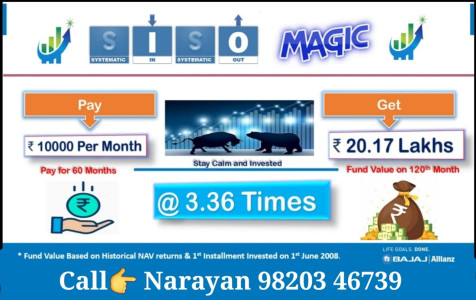 S I S O MAGIC
SYSTEMATIC IN SYSTEMATIC OUT
Pay
₹ 10000 Per Month
Pay for 60 Months
Stay Calm and Invested
Get
₹ 20.17 Lakhs
Fund Value on 120th Month
@ 3.36 Times
LIFE GOALS. DONE.
BAJAJ Allianz
* Fund Value Based on Historical NAV returns & 1st Installment Invested on 1st June 2008.
Call👉 Narayan 98203 46739